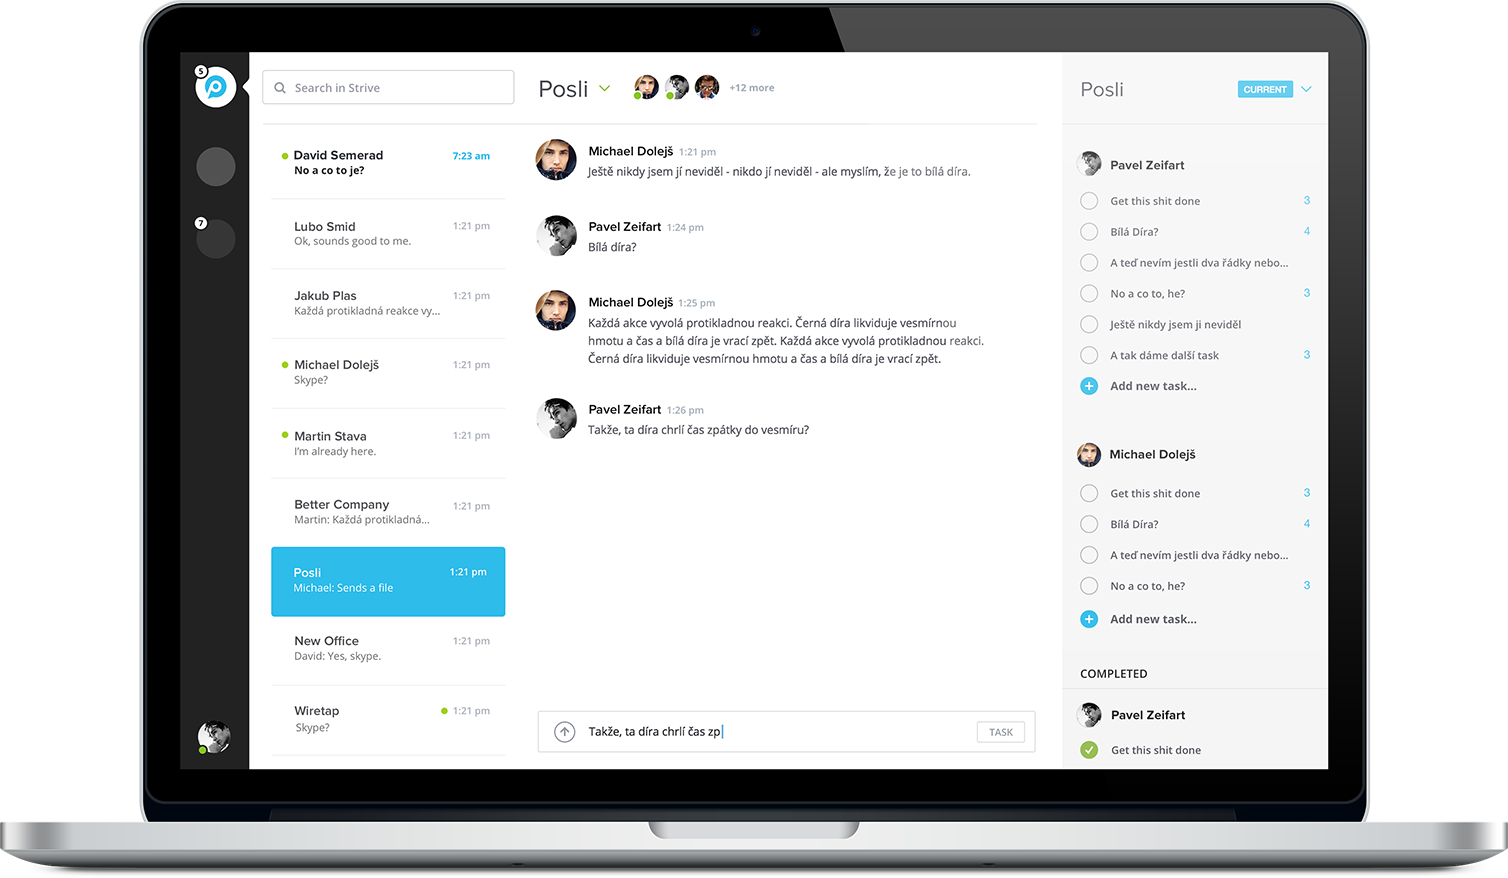 5
7
Search in Strive
David Semerad 7:23 am
No a co to je?
Lubo Smid 1:21 pm
Ok, sounds good to me.
Jakub Plas 1:21 pm
Každá protikladná reakce vy...
Michael Dolejš 1:21 pm
Skype?
Martin Stava 1:21 pm
I'm already here.
Better Company 1:21 pm
Martin: Každá protikladná...
Posli 1:21 pm
Michael: Sends a file
New Office 1:21 pm
David: Yes, skype.
Wiretap 1:21 pm
Skype?
Posli +12 more
Michael Dolejš 1:21 pm
Ještě nikdy jsem jí neviděl - nikdo jí neviděl - ale myslím, že je to bílá díra.
Pavel Zeifart 1:24 pm
Bílá díra?
Michael Dolejš 1:25 pm
Každá akce vyvolá protikladnou reakci. Černá díra likviduje vesmírnou
hmotu a čas a bílá díra je vrací zpět. Každá akce vyvolá protikladnou reakci.
Černá díra likviduje vesmírnou hmotu a čas a bílá díra je vrací zpět.
Pavel Zeifart 1:26 pm
Takže, ta díra chrlí čas zpátky do vesmíru?
Takže, ta díra chrlí čas zp
TASK
Posli CURRENT
Pavel Zeifart
Get this shit done 3
Bílá Díra? 4
A teď nevím jestli dva řádky nebo...
No a co to, he? 3
Ještě nikdy jsem ji neviděl
A tak dáme další task 3
Add new task...
Michael Dolejš
Get this shit done 3
Bílá Díra? 4
A teď nevím jestli dva řádky nebo...
No a co to, he? 3
Add new task...
COMPLETED
Pavel Zeifart
Get this shit done